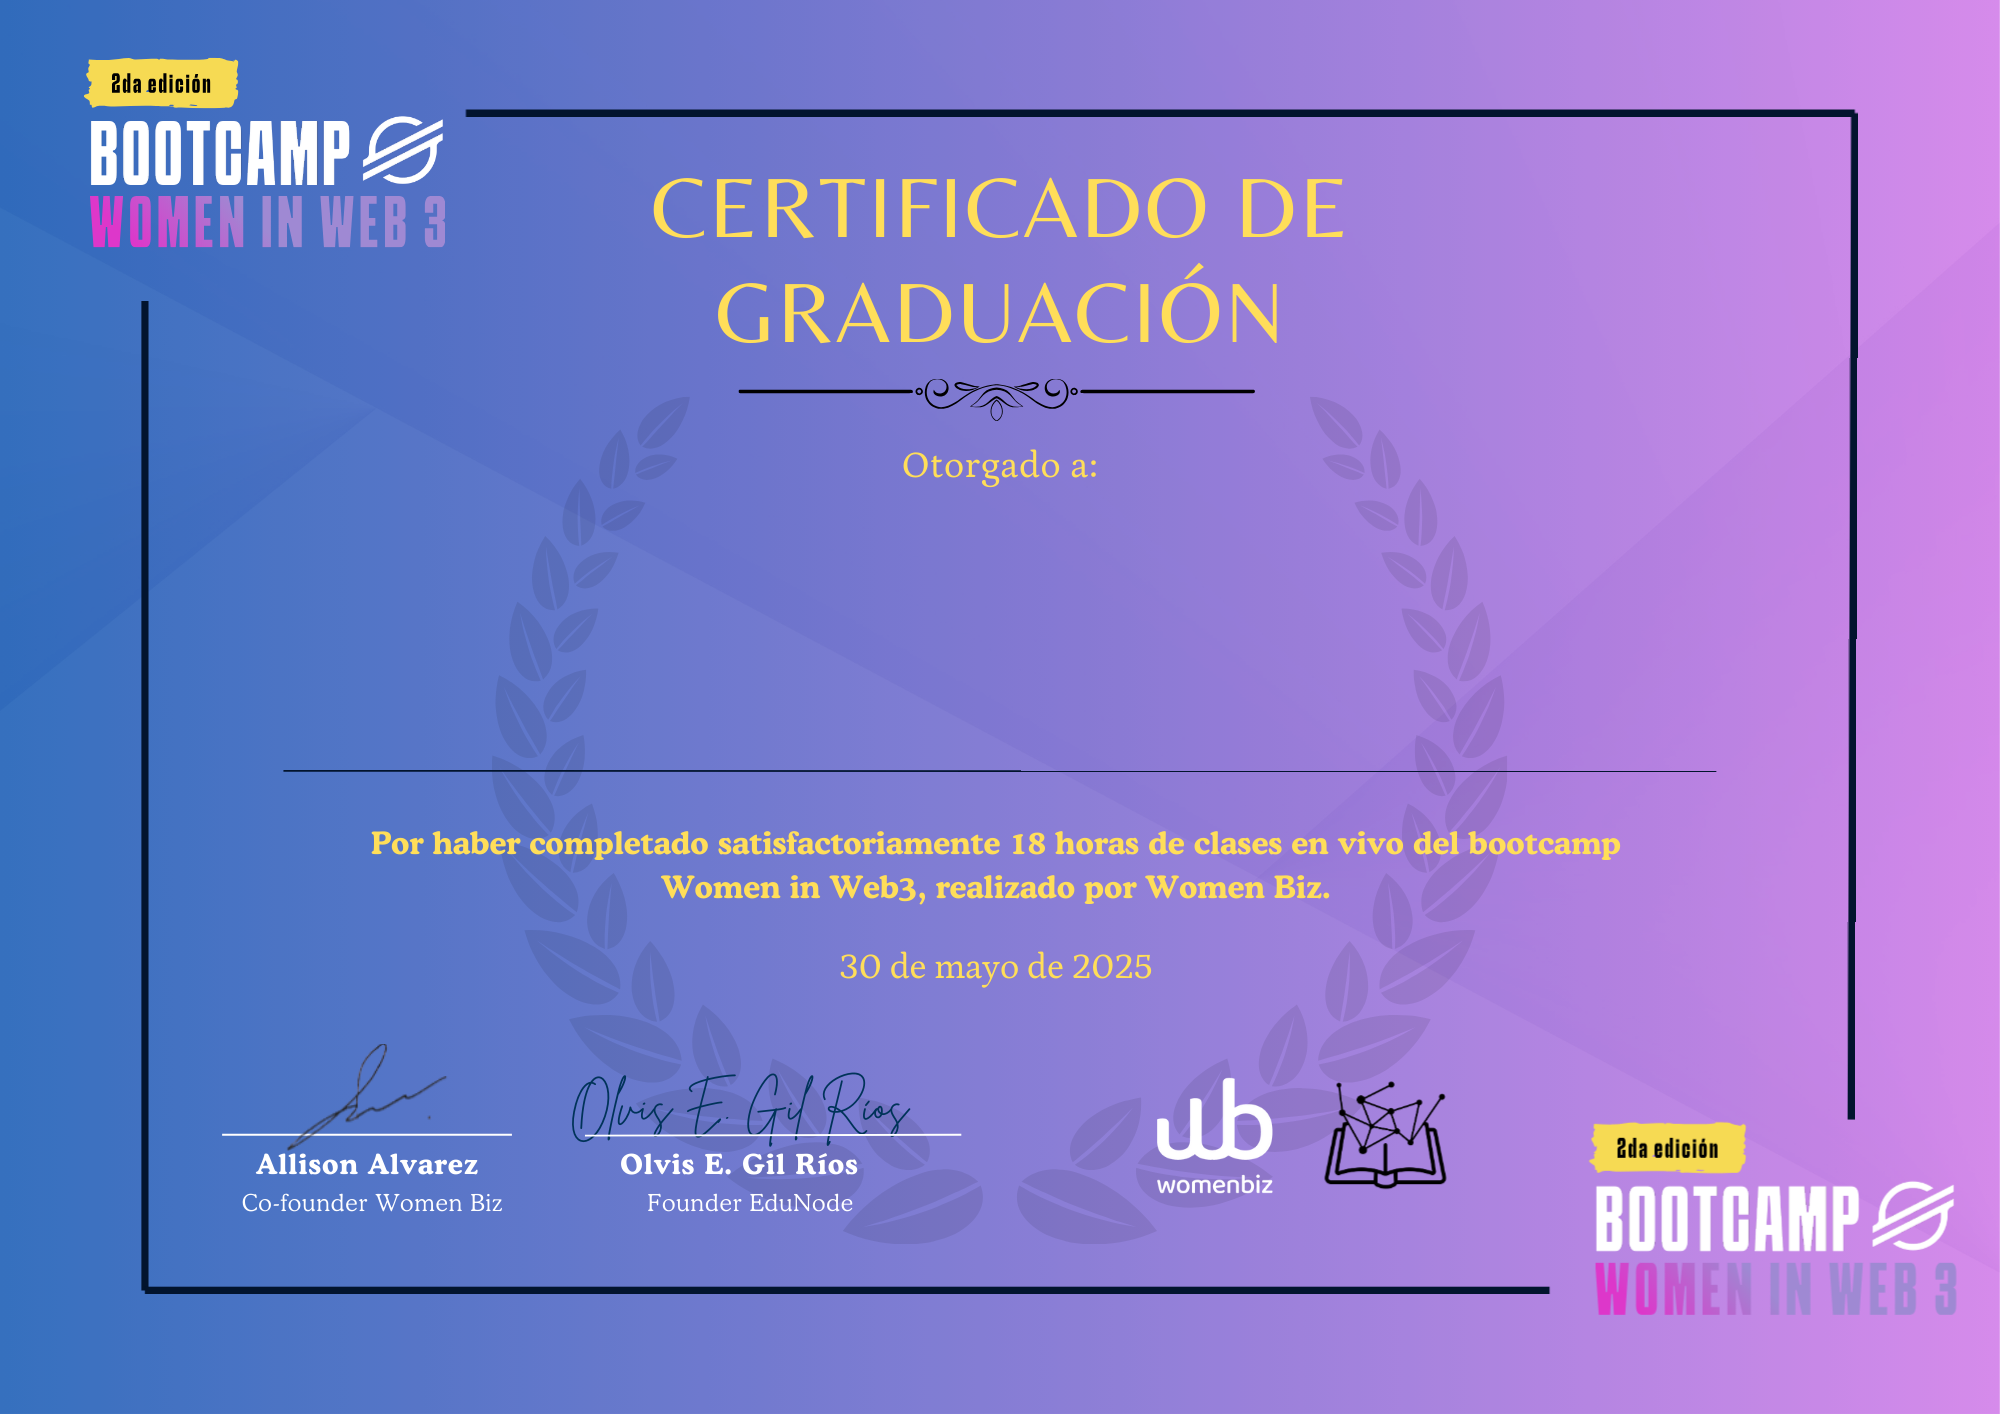 2da edición
BOOTCAMP
WOMEN IN WEB 3
CERTIFICADO DE
GRADUACIÓN
Otorgado a:
Por haber completado satisfactoriamente 18 horas de clases en vivo del bootcamp
Women in Web3, realizado por Women Biz.
30 de mayo de 2025
Olvis E. Gil Ríos
Allison Alvarez
Co-founder Women Biz
Olvis E. Gil Ríos
Founder EduNode
wb
womenbiz
2da edición
BOOTCAMP
WOMEN IN WEB 3